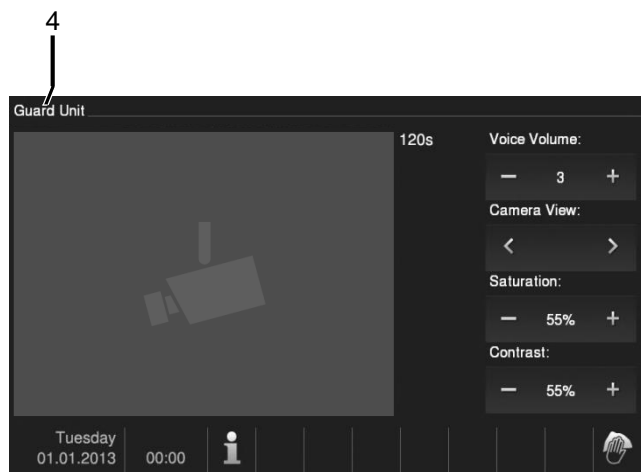 4
Guard Unit
120s
Voice Volume:
− 3 +
Camera View:
< >
Saturation:
− 55% +
Contrast:
− 55% +
Tuesday
01.01.2013 00:00 i